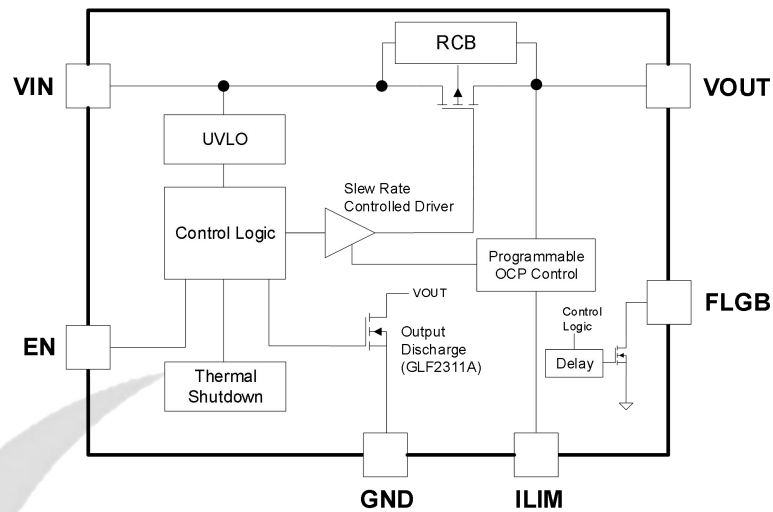 RCB
VIN
VOUT
UVLO
Slew Rate
Controlled Driver
Control Logic
Programmable
OCP Control
VOUT
FLGB
Control
Logic
Output
Discharge
(GLF2311A)
EN
Delay
Thermal
Shutdown
GND
ILIM